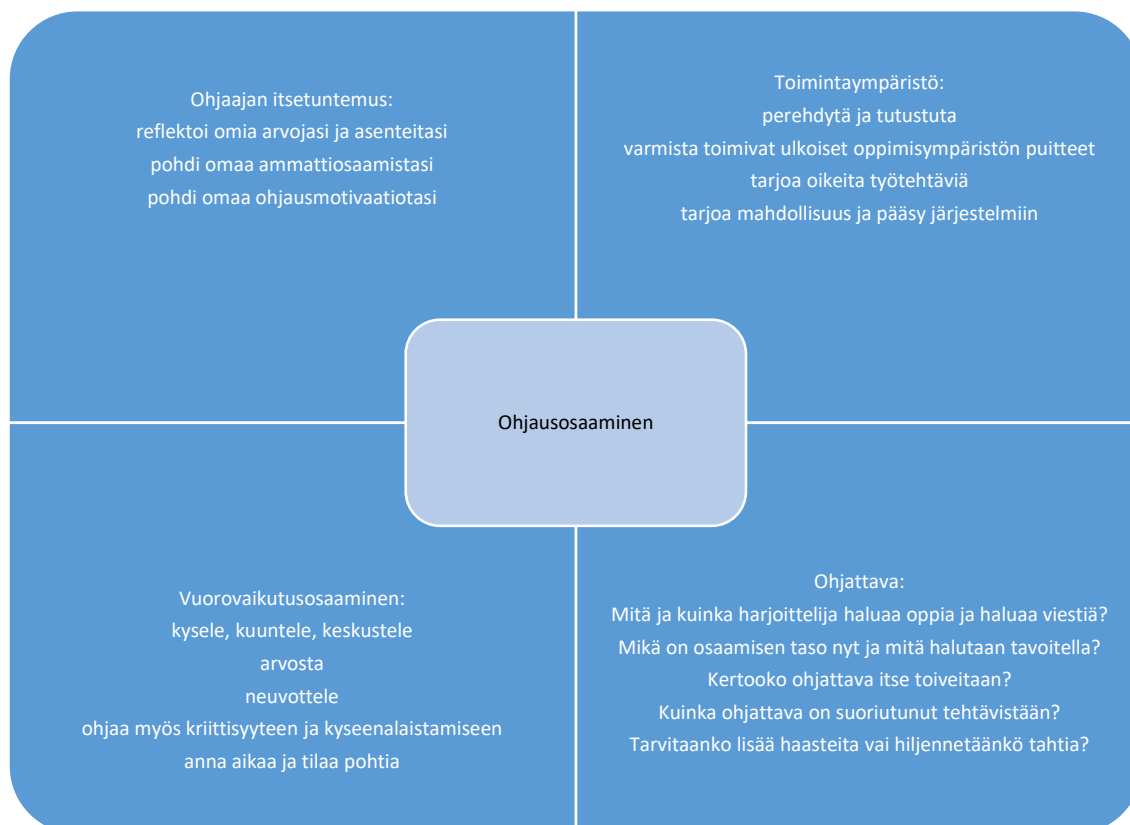 Ohjaajan itsetuntemus:
reflektoi omia arvojasi ja asenteitasi
pohdi omaa ammattiosaamistasi
pohdi omaa ohjausmotivaatiotasi
Toimintaympäristö:
perehdytä ja tutustuta
varmista toimivat ulkoiset oppimisympäristön puitteet
tarjoa oikeita työtehtäviä
tarjoa mahdollisuus ja pääsy järjestelmiin
Ohjausosaaminen
Vuorovaikutusosaaminen:
kysele, kuuntele, keskustele
arvosta
neuvottele
ohjaa myös kriittisyyteen ja kyseenalaistamiseen
anna aikaa ja tilaa pohtia
Ohjattava:
Mitä ja kuinka harjoittelija haluaa oppia ja haluaa viestiä?
Mikä on osaamisen taso nyt ja mitä halutaan tavoitella?
Kertooko ohjattava itse toiveitaan?
Kuinka ohjattava on suoriutunut tehtävistään?
Tarvitaanko lisää haasteita vai hiljennetäänkö tahtia?